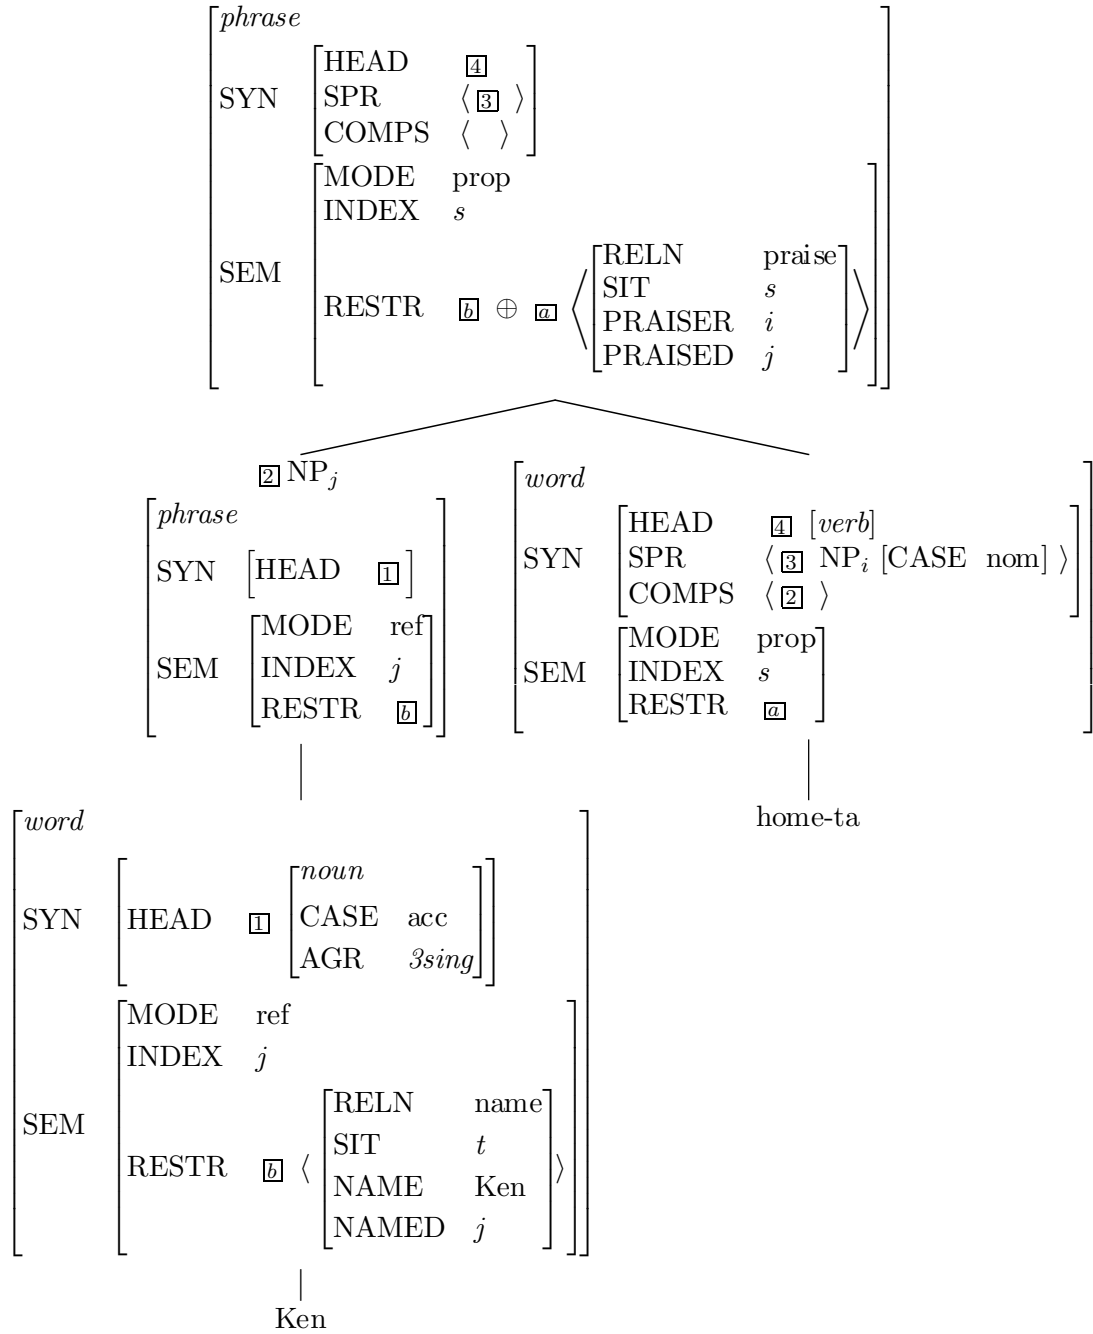 phrase
SYN [HEAD 4
SPR ⟨ 3 ⟩
COMPS ⟨ ⟩]
SEM [MODE prop
INDEX s
RESTR b ⊕ a ⟨[RELN praise
SIT s
PRAISER i
PRAISED j]⟩]
2 NP_j
phrase
SYN [HEAD 1 ]
SEM [MODE ref
INDEX j
RESTR b ]
word
SYN [HEAD 4 [verb]
SPR ⟨ 3 NP_i [CASE nom] ⟩
COMPS ⟨ 2 ⟩]
SEM [MODE prop
INDEX s
RESTR a ]
home-ta
word
SYN [HEAD 1 [noun
CASE acc
AGR 3sing]]
SEM [MODE ref
INDEX j
RESTR b ⟨ [RELN name
SIT t
NAME Ken
NAMED j] ⟩]
Ken